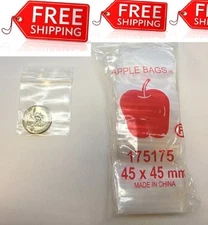 FREE
SHIPPING
FREE
SHIPPING
FREE
SHIPPING
APPLE BAGS®
175175
45 x 45 mm
MADE IN CHINA